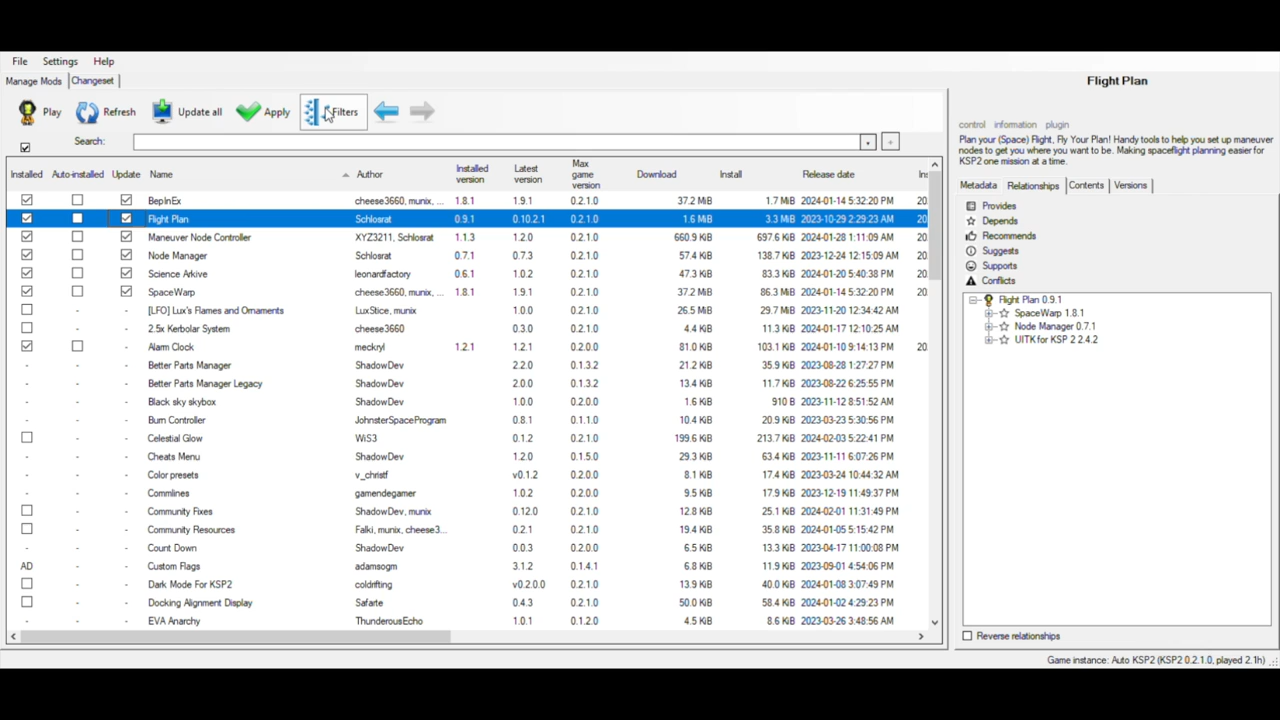 File Settings Help
Manage Mods Changeset
Play Refresh Update all Apply Filters
Search:
Installed Auto-installed Update Name Author Installed version Latest version Max game version Download Install Release date Ins
BepInEx cheese3660, munix, ... 1.8.1 1.9.1 0.2.1.0 37.2 MiB 1.7 MiB 2024-01-14 5:32:20 PM 20.
Flight Plan Schlosrat 0.9.1 0.10.2.1 0.2.1.0 1.6 MiB 3.3 MiB 2023-10-29 2:29:23 AM 20.
Maneuver Node Controller XYZ3211, Schlosrat 1.1.3 1.2.0 0.2.1.0 660.9 KiB 697.6 KiB 2024-01-28 1:11:09 AM 20.
Node Manager Schlosrat 0.7.1 0.7.3 0.2.1.0 57.4 KiB 138.7 KiB 2023-12-24 12:15:09 AM 20.
Science Arkive leonardfactory 0.6.1 1.0.2 0.2.1.0 47.3 KiB 83.3 KiB 2024-01-20 5:40:38 PM 20.
SpaceWarp cheese3660, munix, ... 1.8.1 1.9.1 0.2.1.0 37.2 MiB 86.3 MiB 2024-01-14 5:32:20 PM 20.
[LFO] Lux's Flames and Ornaments LuxStice, munix - 1.0.0 0.2.1.0 26.5 MiB 29.7 MiB 2023-11-20 12:34:42 AM
- 2.5x Kerbolar System cheese3660 0.3.0 0.2.1.0 4.4 KiB 11.3 KiB 2024-01-17 12:10:25 AM
- Alarm Clock meckryl 1.2.1 1.2.1 0.2.0.0 81.0 KiB 103.1 KiB 2024-01-10 9:14:13 PM 20.
- - - Better Parts Manager ShadowDev 2.2.0 0.1.3.2 21.2 KiB 35.9 KiB 2023-08-28 1:27:27 PM
- - - Better Parts Manager Legacy ShadowDev 2.0.0 0.1.3.2 13.4 KiB 11.7 KiB 2023-08-22 6:25:55 PM
- - - Black sky skybox ShadowDev 1.0.0 0.2.0.0 1.6 KiB 910 B 2023-11-12 8:51:52 AM
- - - Burn Controller JohnsterSpaceProgram 0.8.1 0.1.1.0 10.4 KiB 20.9 KiB 2023-03-23 5:30:56 PM
- - Celestial Glow WiS3 0.1.2 0.2.1.0 199.6 KiB 213.7 KiB 2024-02-03 5:22:41 PM
- - - Cheats Menu ShadowDev 1.2.0 0.1.5.0 29.3 KiB 63.4 KiB 2023-11-11 6:07:26 PM
- - - Color presets v_christf v0.1.2 0.2.0.0 8.1 KiB 17.4 KiB 2023-03-24 10:44:32 AM
- - - Commlines gamendegamer 1.0.2 0.2.0.0 9.5 KiB 17.9 KiB 2023-12-19 11:49:37 PM
- - Community Fixes ShadowDev, munix 0.12.0 0.2.1.0 12.8 KiB 25.1 KiB 2024-02-01 11:31:49 PM
- - Community Resources Falki, munix, cheese3... 0.2.1 0.2.1.0 19.4 KiB 35.8 KiB 2024-01-05 5:15:42 PM
- - - Count Down ShadowDev 0.0.3 0.2.0.0 6.5 KiB 13.3 KiB 2023-04-17 11:00:08 PM
AD - - Custom Flags adamsogm 3.1.2 0.1.4.1 6.8 KiB 11.9 KiB 2023-09-01 4:54:06 PM
- - Dark Mode For KSP2 coldrifting v0.2.0.0 0.2.1.0 13.9 KiB 40.0 KiB 2024-01-08 3:07:49 PM
- - Docking Alignment Display Safarte 0.4.3 0.2.1.0 50.0 KiB 58.4 KiB 2024-01-02 4:29:23 PM
- - - EVA Anarchy ThunderousEcho 1.0.1 0.1.2.0 4.5 KiB 8.6 KiB 2023-03-26 3:48:56 AM
Flight Plan
control information plugin
Plan your (Space) Flight, Fly Your Plan! Handy tools to help you set up maneuver
nodes to get you where you want to be. Making spaceflight planning easier for
KSP2 one mission at a time.
Metadata Relationships Contents Versions
Provides
Depends
Recommends
Suggests
Supports
Conflicts
Flight Plan 0.9.1
SpaceWarp 1.8.1
Node Manager 0.7.1
UITK for KSP 2 2.4.2
Reverse relationships
Game instance: Auto KSP2 (KSP2 0.2.1.0, played 2.1h)